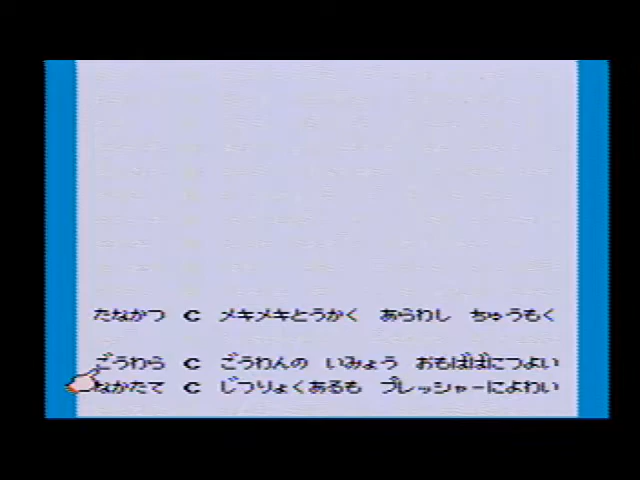 たなかつ C メキメキとうかく あらわし ちゅうもく
ごうわら C ごうわんの いみょう おもばばにつよい
なかたて C じつりょくあるも プレッシャーによわい